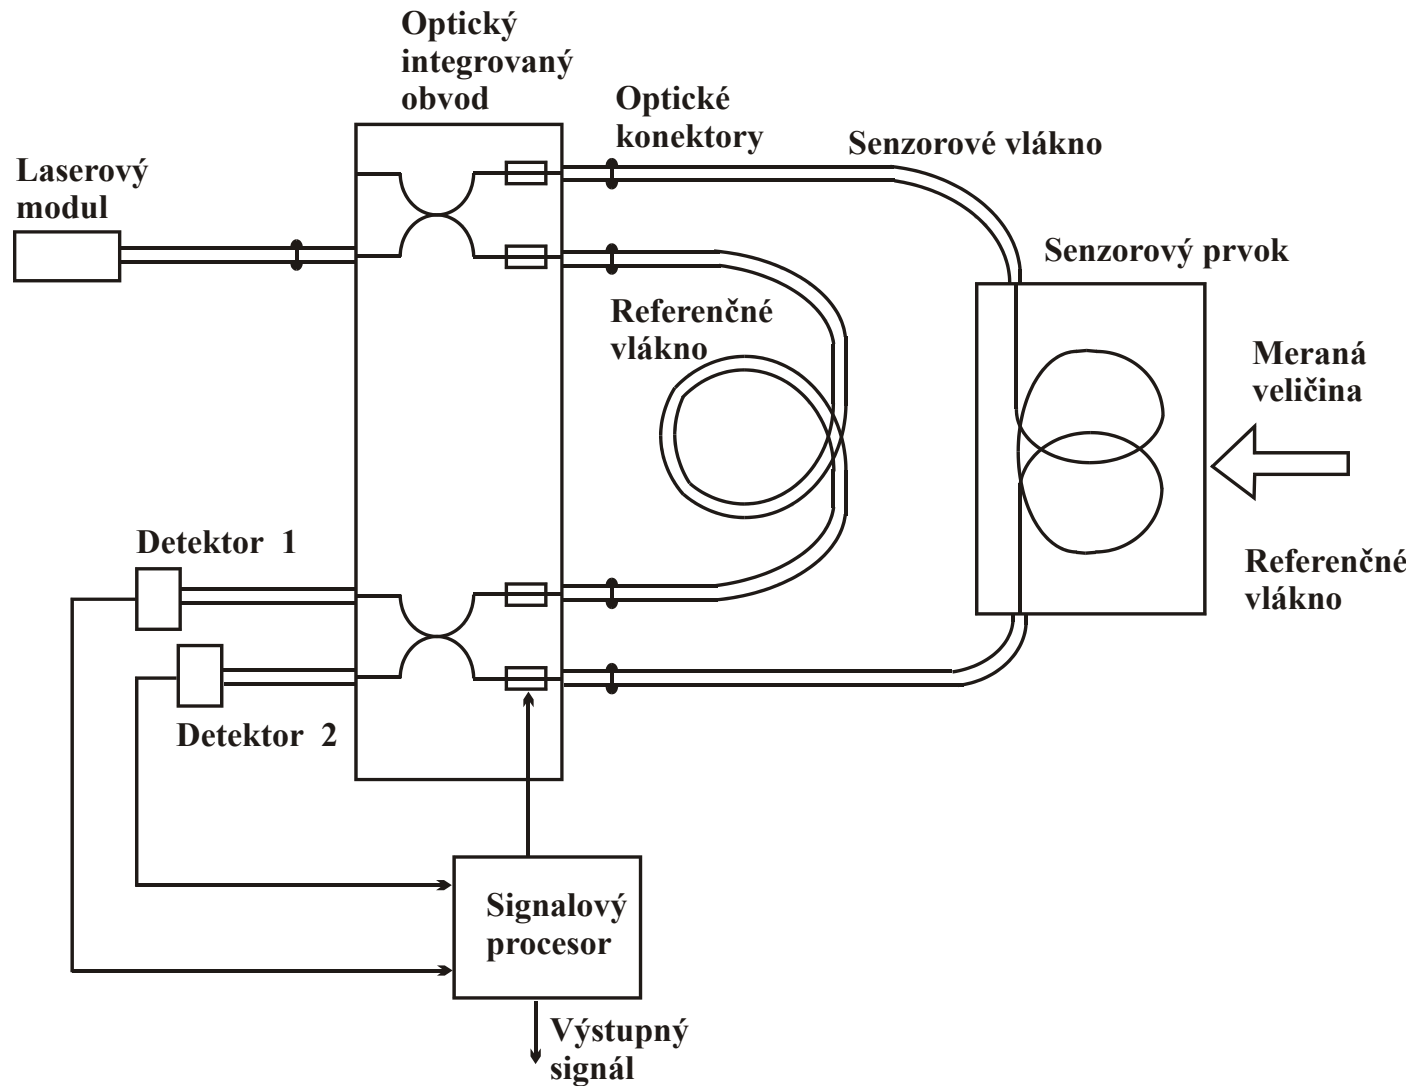 Optický
integrovaný
obvod
Optické
konektory
Senzorové vlákno
Laserový
modul
Senzorový prvok
Referenčné
vlákno
Meraná
veličina
Detektor 1
Referenčné
vlákno
Detektor 2
Signalový
procesor
Výstupný
signál